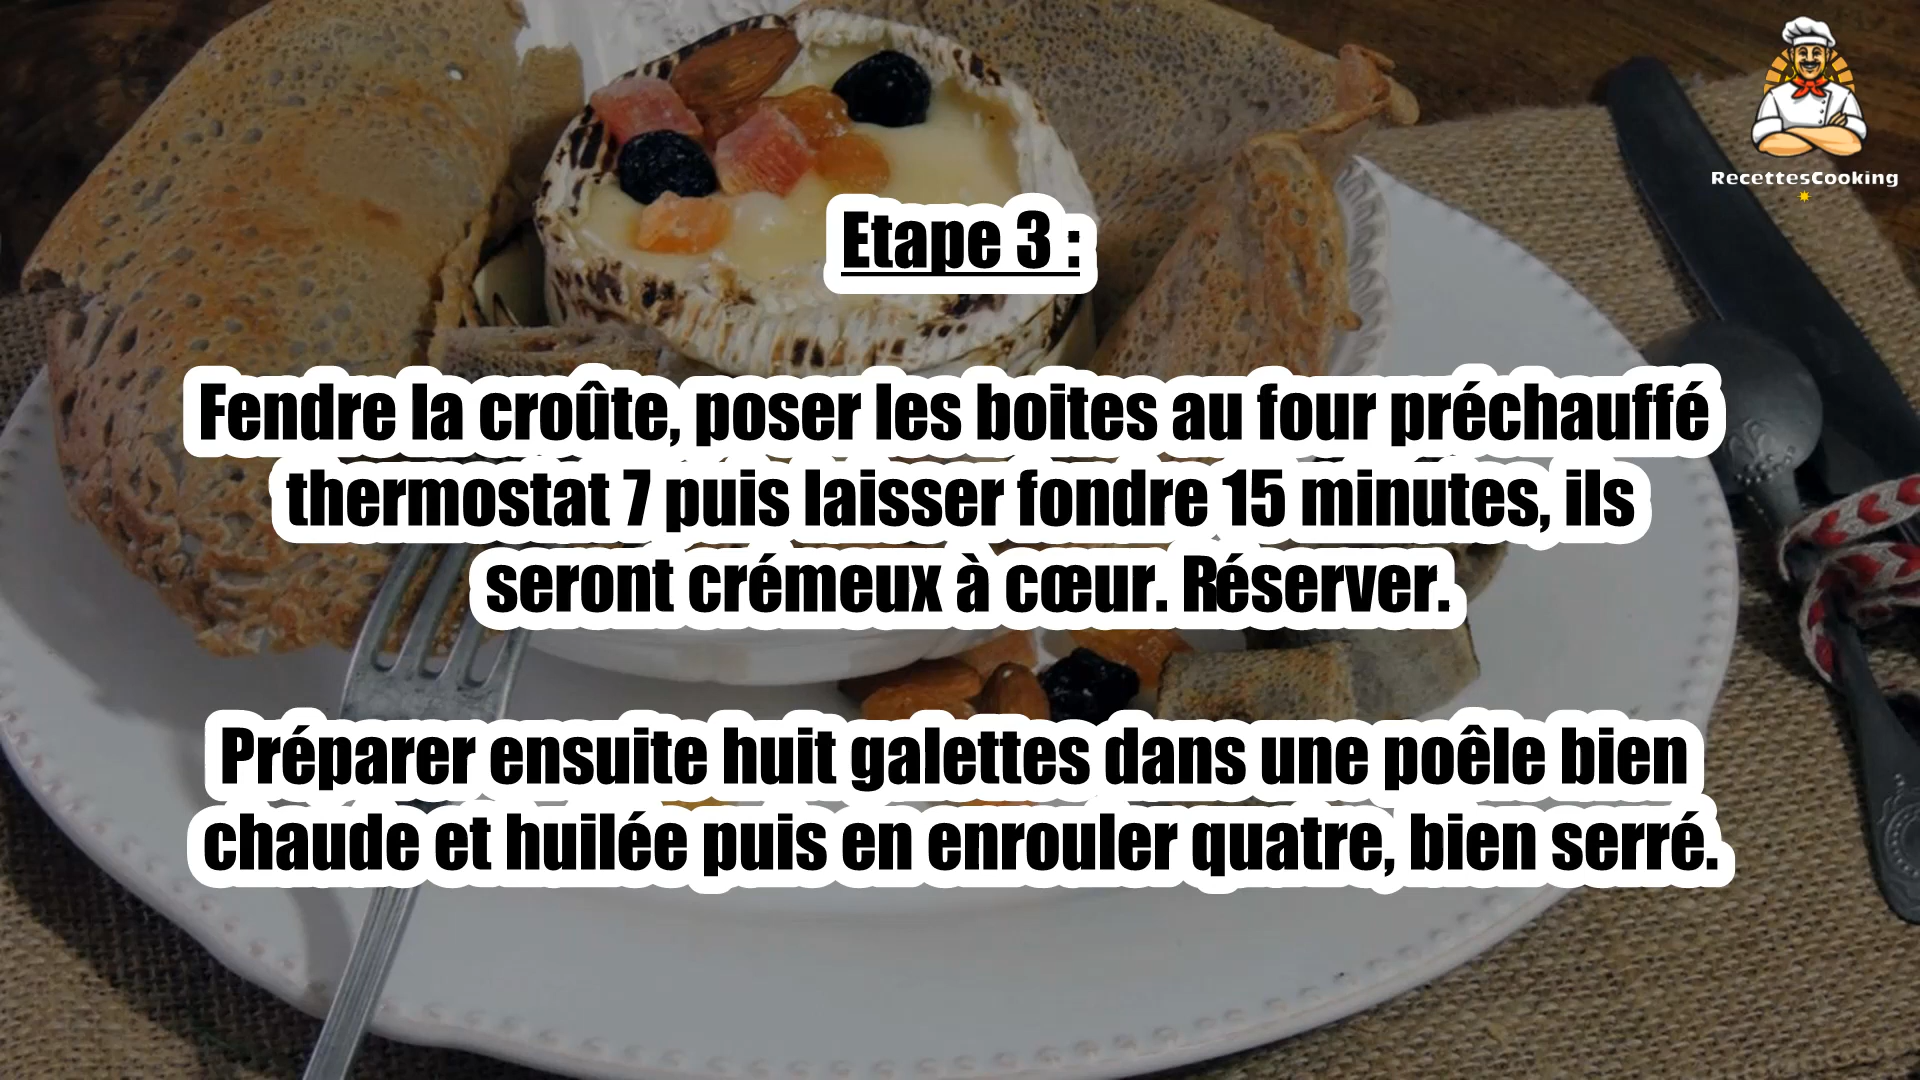 RecettesCooking
Etape 3 :
Fendre la croûte, poser les boites au four préchauffé
thermostat 7 puis laisser fondre 15 minutes, ils
seront crémeux à cœur. Réserver.
Préparer ensuite huit galettes dans une poêle bien
chaude et huilée puis en enrouler quatre, bien serré.